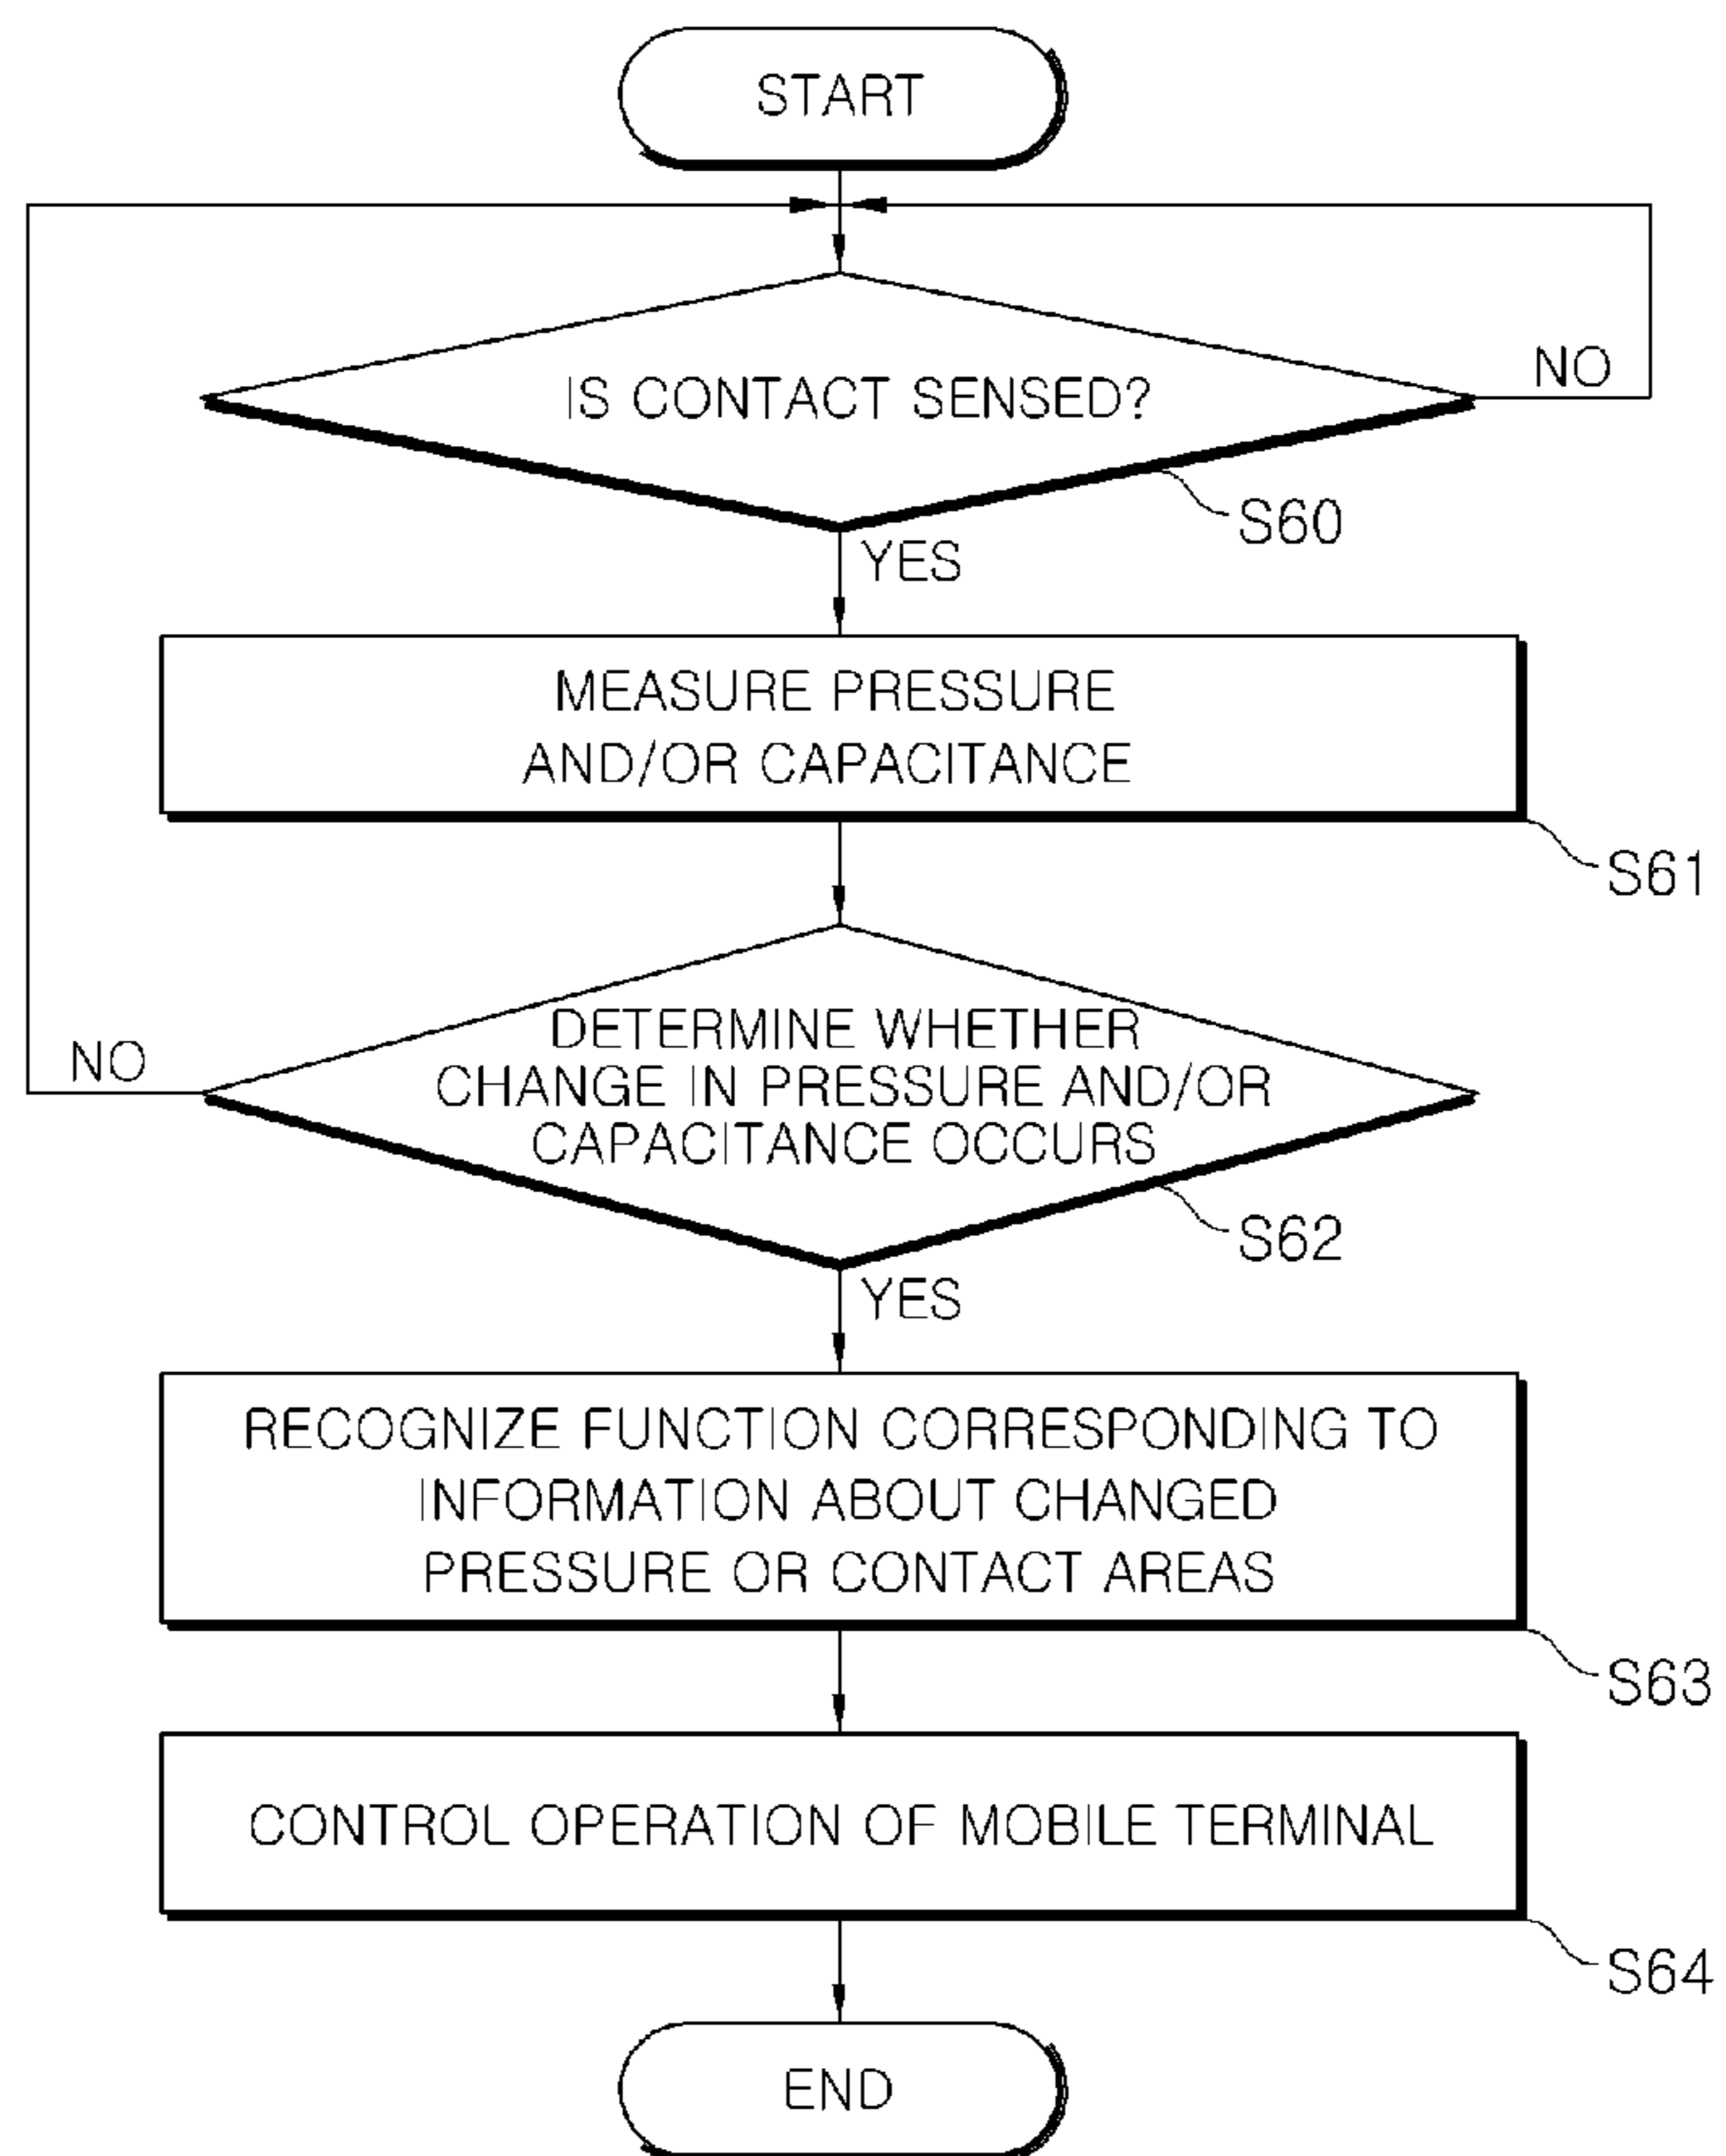 START
IS CONTACT SENSED?
NO
S60
YES
MEASURE PRESSURE
AND/OR CAPACITANCE
S61
DETERMINE WHETHER
CHANGE IN PRESSURE AND/OR
CAPACITANCE OCCURS
NO
S62
YES
RECOGNIZE FUNCTION CORRESPONDING TO
INFORMATION ABOUT CHANGED
PRESSURE OR CONTACT AREAS
S63
CONTROL OPERATION OF MOBILE TERMINAL
S64
END